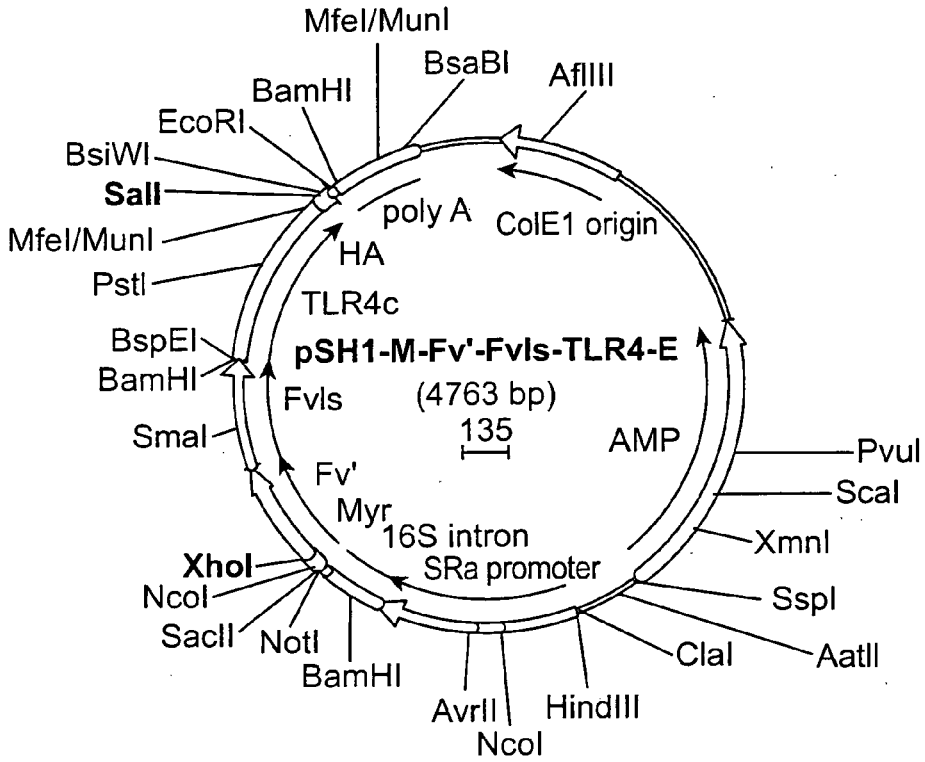 MfeI/MunI
BsaBI
AflIII
BamHI
EcoRI
BsiWI
SalI
MfeI/MunI
PstI
poly A
ColE1 origin
HA
TLR4c
BspEI
BamHI
pSH1-M-Fv'-Fvls-TLR4-E
(4763 bp)
135
Fvls
SmaI
AMP
PvuI
ScaI
XmnI
Fv'
Myr
16S intron
SRa promoter
XhoI
NcoI
SacII
NotI
BamHI
SspI
AatII
ClaI
HindIII
AvrII
NcoI